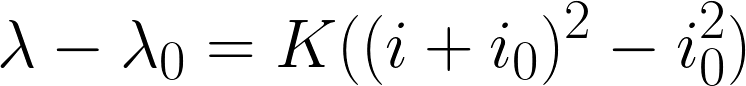 λ − λ₀ = K((i + i₀)² − i₀²)